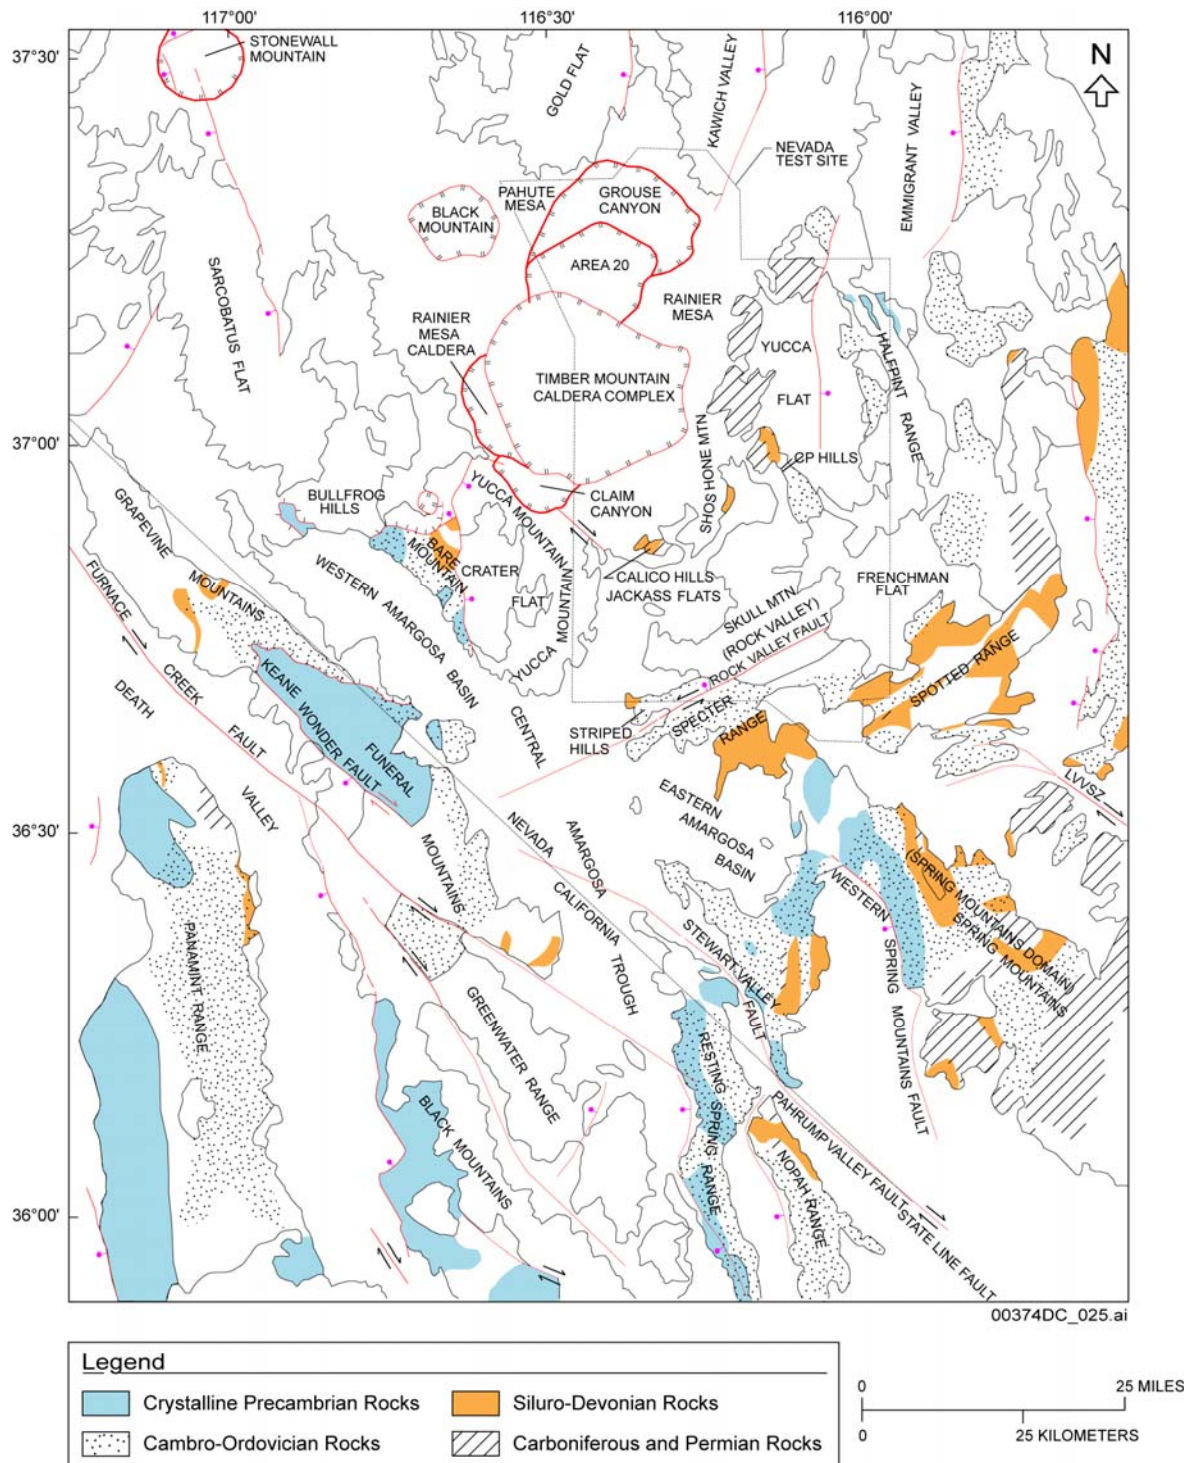 117°00'
116°30'
116°00'
37°30'
37°00'
36°30'
36°00'
STONEWALL
MOUNTAIN
GOLD FLAT
KAWICH VALLEY
EMMIGRANT VALLEY
N
NEVADA
TEST SITE
PAHUTE
MESA
GROUSE
CANYON
BLACK
MOUNTAIN
AREA 20
SARCOBATUS FLAT
RAINIER
MESA
RAINIER
MESA
CALDERA
YUCCA
FLAT
HALFPINT RANGE
TIMBER MOUNTAIN
CALDERA COMPLEX
SHOSHONE MTN
CP HILLS
GRAPEVINE
MOUNTAINS
BULLFROG
HILLS
YUCCA MOUNTAIN
CLAIM
CANYON
BARE
MOUNTAIN
CRATER
FLAT
YUCCA MOUNTAIN
CALICO HILLS
JACKASS FLATS
FRENCHMAN
FLAT
SKULL MTN
(ROCK VALLEY)
ROCK VALLEY FAULT
WESTERN AMARGOSA BASIN
FURNACE
CREEK
FAULT
DEATH
VALLEY
KEANE WONDER FAULT
FUNERAL
MOUNTAINS
CENTRAL
STRIPED
HILLS
SPECTER
RANGE
SPOTTED RANGE
LVVSZ
EASTERN
AMARGOSA
BASIN
NEVADA
CALIFORNIA
AMARGOSA
TROUGH
STEWART VALLEY
FAULT
WESTERN
SPRING MOUNTAINS FAULT
(SPRING MOUNTAINS DOMAIN)
SPRING MOUNTAINS
PANAMINT RANGE
GREENWATER RANGE
BLACK MOUNTAINS
RESTING SPRING RANGE
NOPAH RANGE
PAHRUMP VALLEY FAULT
STATE LINE FAULT
00374DC_025.ai
Legend
Crystalline Precambrian Rocks
Siluro-Devonian Rocks
Cambro-Ordovician Rocks
Carboniferous and Permian Rocks
0
25 MILES
0
25 KILOMETERS